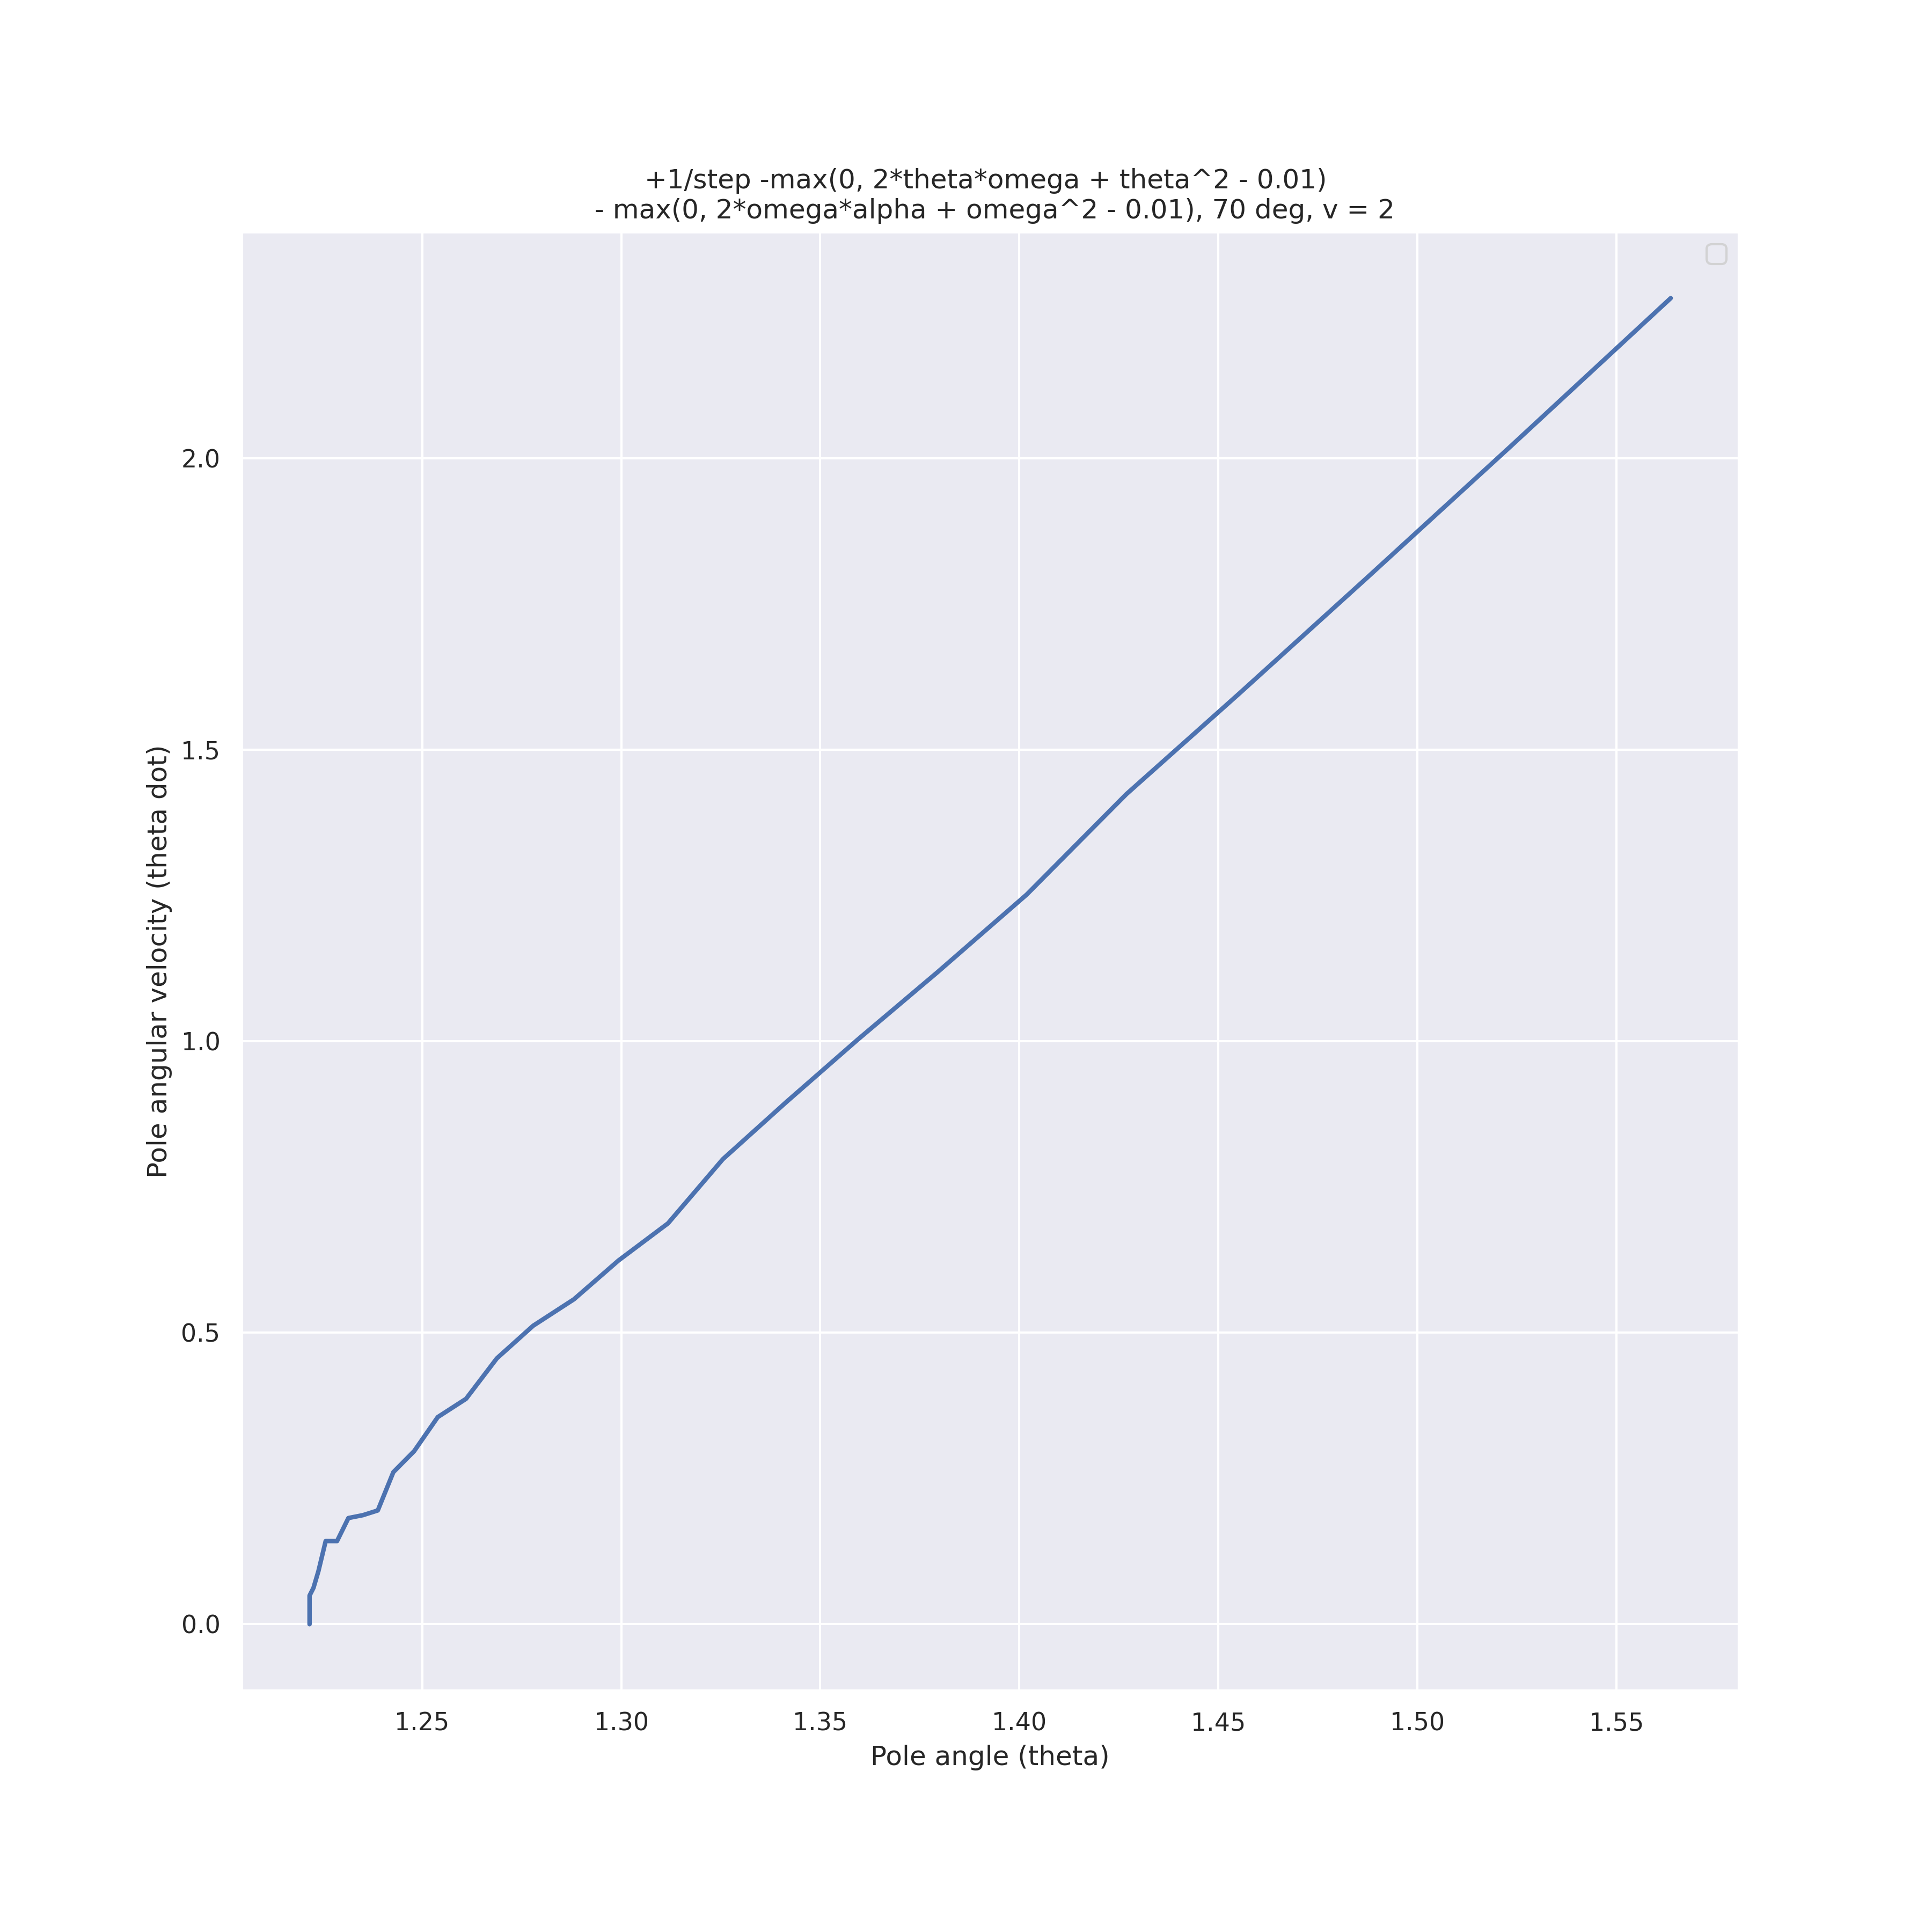 +1/step -max(0, 2*theta*omega + theta^2 - 0.01)
- max(0, 2*omega*alpha + omega^2 - 0.01), 70 deg, v = 2
2.0
1.5
1.0
0.5
0.0
Pole angular velocity (theta dot)
1.25 1.30 1.35 1.40 1.45 1.50 1.55
Pole angle (theta)